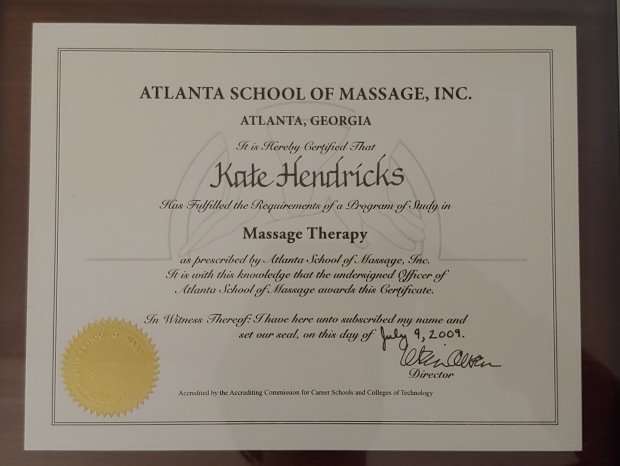 ATLANTA SCHOOL OF MASSAGE, INC.
ATLANTA, GEORGIA
It is Hereby Certified That
Kate Hendricks
Has Fulfilled the Requirements of a Program of Study in
Massage Therapy
as prescribed by Atlanta School of Massage, Inc.
It is with this knowledge that the undersigned Officer of
Atlanta School of Massage awards this Certificate.
In Witness Thereof: I have here unto subscribed my name and
set our seal, on this day of July 9, 2009.
Director
Accredited by the Accrediting Commission for Career Schools and Colleges of Technology